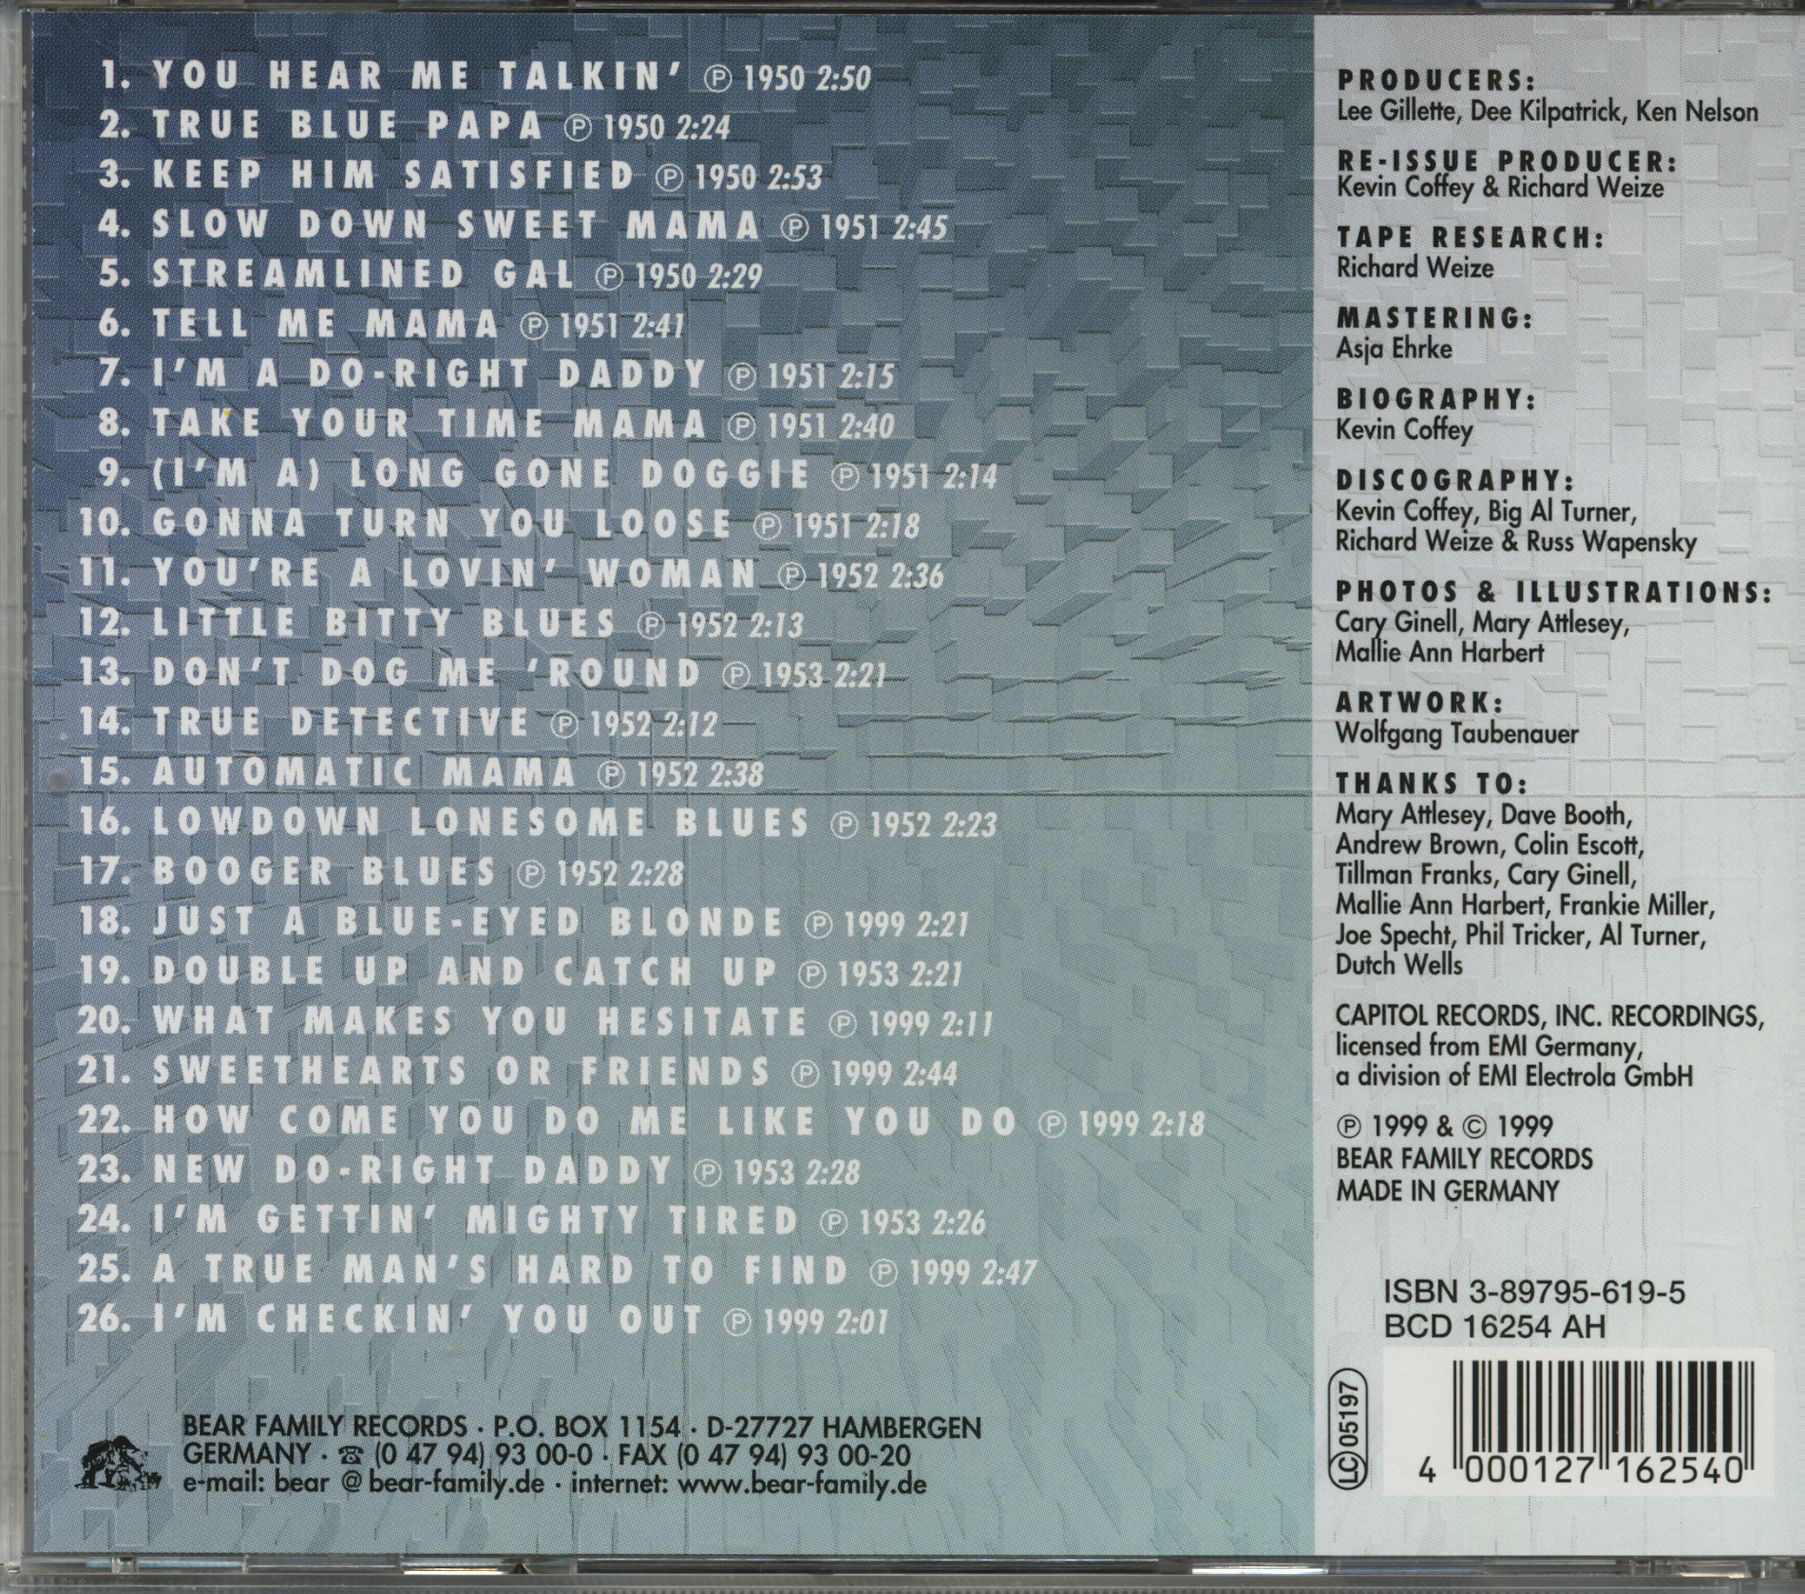 1. YOU HEAR ME TALKIN' Ⓟ 1950 2:50
2. TRUE BLUE PAPA Ⓟ 1950 2:24
3. KEEP HIM SATISFIED Ⓟ 1950 2:53
4. SLOW DOWN SWEET MAMA Ⓟ 1951 2:45
5. STREAMLINED GAL Ⓟ 1950 2:29
6. TELL ME MAMA Ⓟ 1951 2:41
7. I'M A DO-RIGHT DADDY Ⓟ 1951 2:15
8. TAKE YOUR TIME MAMA Ⓟ 1951 2:40
9. (I'M A) LONG GONE DOGGIE Ⓟ 1951 2:14
10. GONNA TURN YOU LOOSE Ⓟ 1951 2:18
11. YOU'RE A LOVIN' WOMAN Ⓟ 1952 2:36
12. LITTLE BITTY BLUES Ⓟ 1952 2:13
13. DON'T DOG ME 'ROUND Ⓟ 1953 2:21
14. TRUE DETECTIVE Ⓟ 1952 2:12
15. AUTOMATIC MAMA Ⓟ 1952 2:38
16. LOWDOWN LONESOME BLUES Ⓟ 1952 2:23
17. BOOGER BLUES Ⓟ 1952 2:28
18. JUST A BLUE-EYED BLONDE Ⓟ 1999 2:21
19. DOUBLE UP AND CATCH UP Ⓟ 1953 2:21
20. WHAT MAKES YOU HESITATE Ⓟ 1999 2:11
21. SWEETHEARTS OR FRIENDS Ⓟ 1999 2:44
22. HOW COME YOU DO ME LIKE YOU DO Ⓟ 1999 2:18
23. NEW DO-RIGHT DADDY Ⓟ 1953 2:28
24. I'M GETTIN' MIGHTY TIRED Ⓟ 1953 2:26
25. A TRUE MAN'S HARD TO FIND Ⓟ 1999 2:47
26. I'M CHECKIN' YOU OUT Ⓟ 1999 2:01
BEAR FAMILY RECORDS · P.O. BOX 1154 · D-27727 HAMBERGEN
GERMANY · ☎ (0 47 94) 93 00-0 · FAX (0 47 94) 93 00-20
e-mail: bear @ bear-family.de · internet: www.bear-family.de
PRODUCERS:
Lee Gillette, Dee Kilpatrick, Ken Nelson
RE-ISSUE PRODUCER:
Kevin Coffey & Richard Weize
TAPE RESEARCH:
Richard Weize
MASTERING:
Asja Ehrke
BIOGRAPHY:
Kevin Coffey
DISCOGRAPHY:
Kevin Coffey, Big Al Turner,
Richard Weize & Russ Wapensky
PHOTOS & ILLUSTRATIONS:
Cary Ginell, Mary Attlesey,
Mallie Ann Harbert
ARTWORK:
Wolfgang Taubenauer
THANKS TO:
Mary Attlesey, Dave Booth,
Andrew Brown, Colin Escott,
Tillman Franks, Cary Ginell,
Mallie Ann Harbert, Frankie Miller,
Joe Specht, Phil Tricker, Al Turner,
Dutch Wells
CAPITOL RECORDS, INC. RECORDINGS,
licensed from EMI Germany,
a division of EMI Electrola GmbH
Ⓟ 1999 & © 1999
BEAR FAMILY RECORDS
MADE IN GERMANY
ISBN 3-89795-619-5
BCD 16254 AH
LC 05197
4 000127 162540